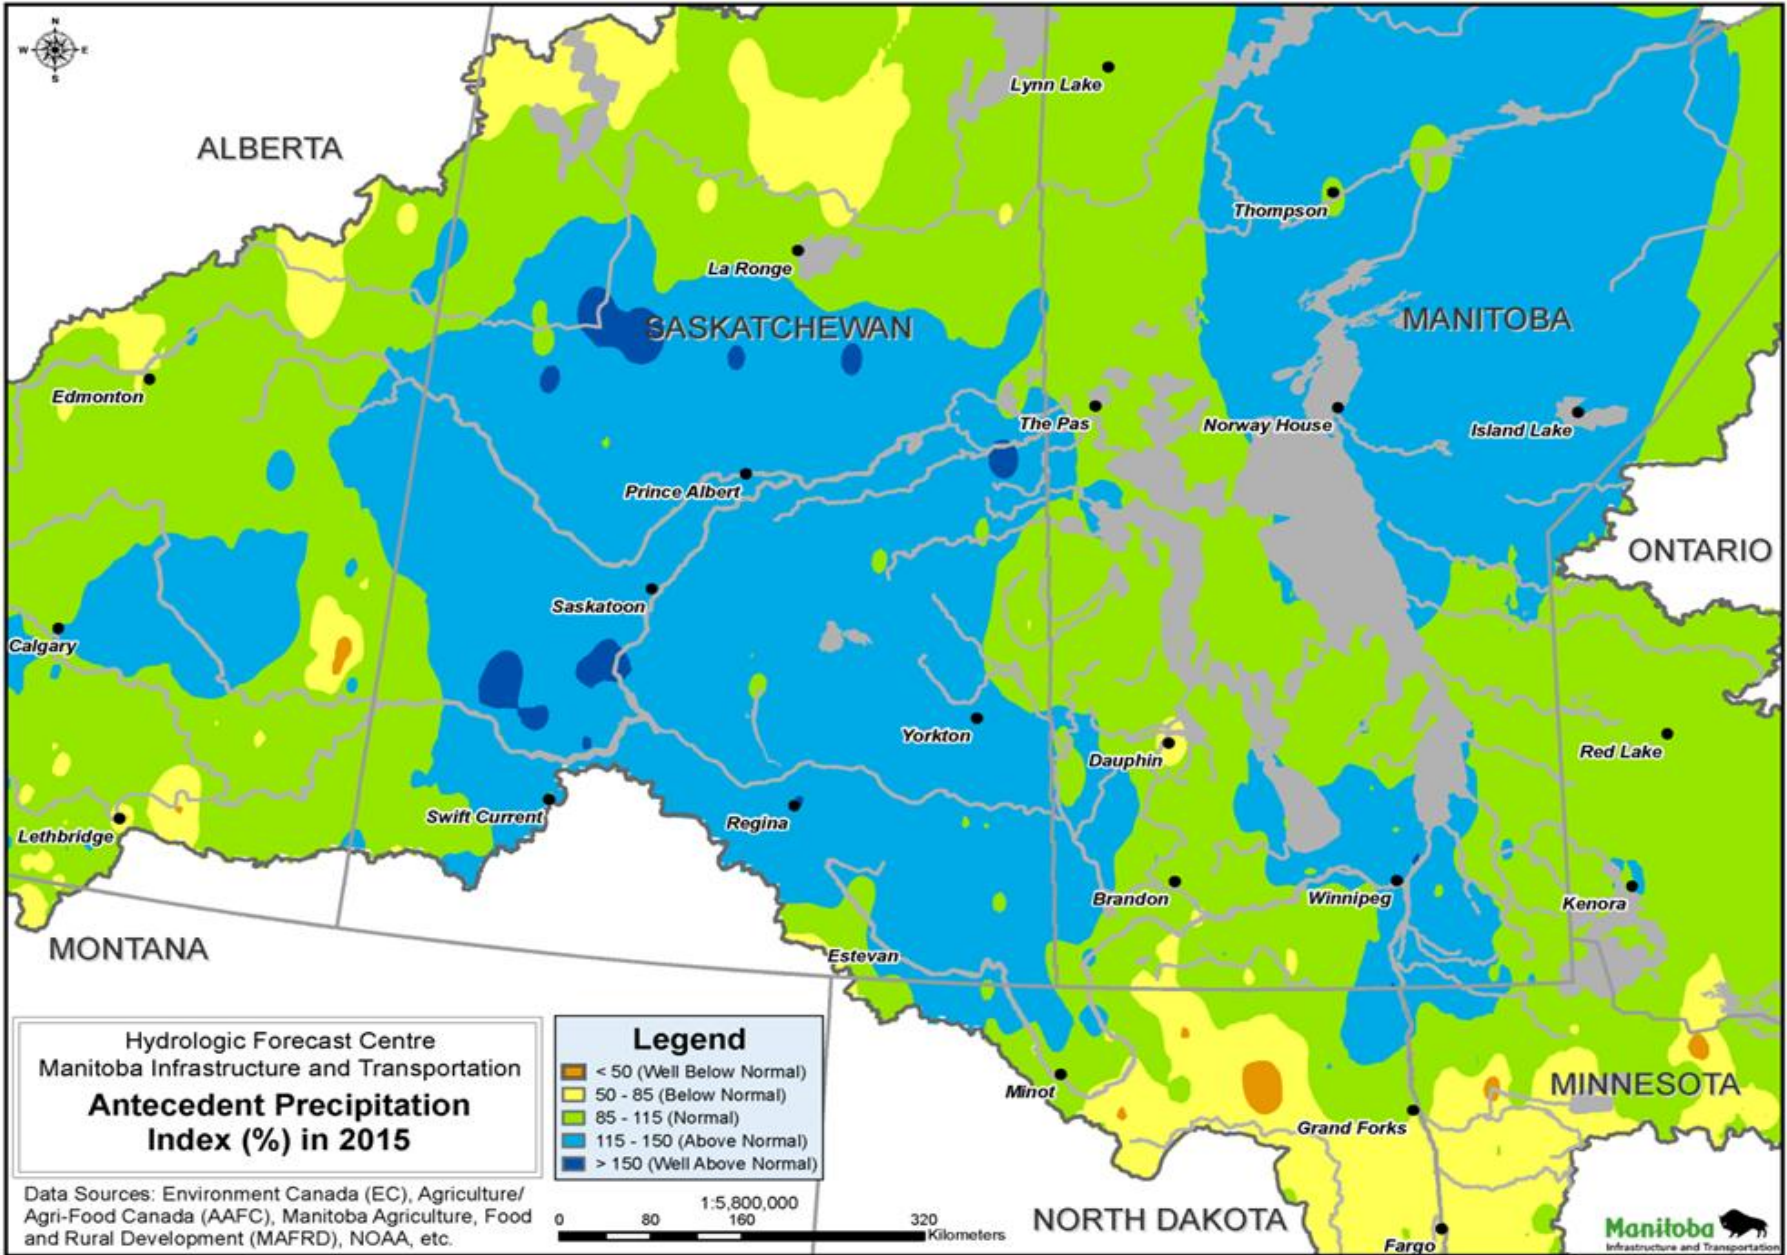 N
W E
S
ALBERTA
Lynn Lake
Thompson
La Ronge
SASKATCHEWAN
MANITOBA
Edmonton
The Pas
Norway House
Island Lake
Prince Albert
ONTARIO
Saskatoon
Calgary
Yorkton
Dauphin
Red Lake
Swift Current
Regina
Lethbridge
Brandon
Winnipeg
Kenora
MONTANA
Estevan
Minot
MINNESOTA
Grand Forks
NORTH DAKOTA
Fargo
Hydrologic Forecast Centre
Manitoba Infrastructure and Transportation
Antecedent Precipitation
Index (%) in 2015
Data Sources: Environment Canada (EC), Agriculture/
Agri-Food Canada (AAFC), Manitoba Agriculture, Food
and Rural Development (MAFRD), NOAA, etc.
Legend
< 50 (Well Below Normal)
50 - 85 (Below Normal)
85 - 115 (Normal)
115 - 150 (Above Normal)
> 150 (Well Above Normal)
1:5,800,000
0 80 160 320
Kilometers
Manitoba
Infrastructure and Transportation